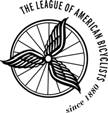 THE LEAGUE OF AMERICAN BICYCLISTS
since 1880